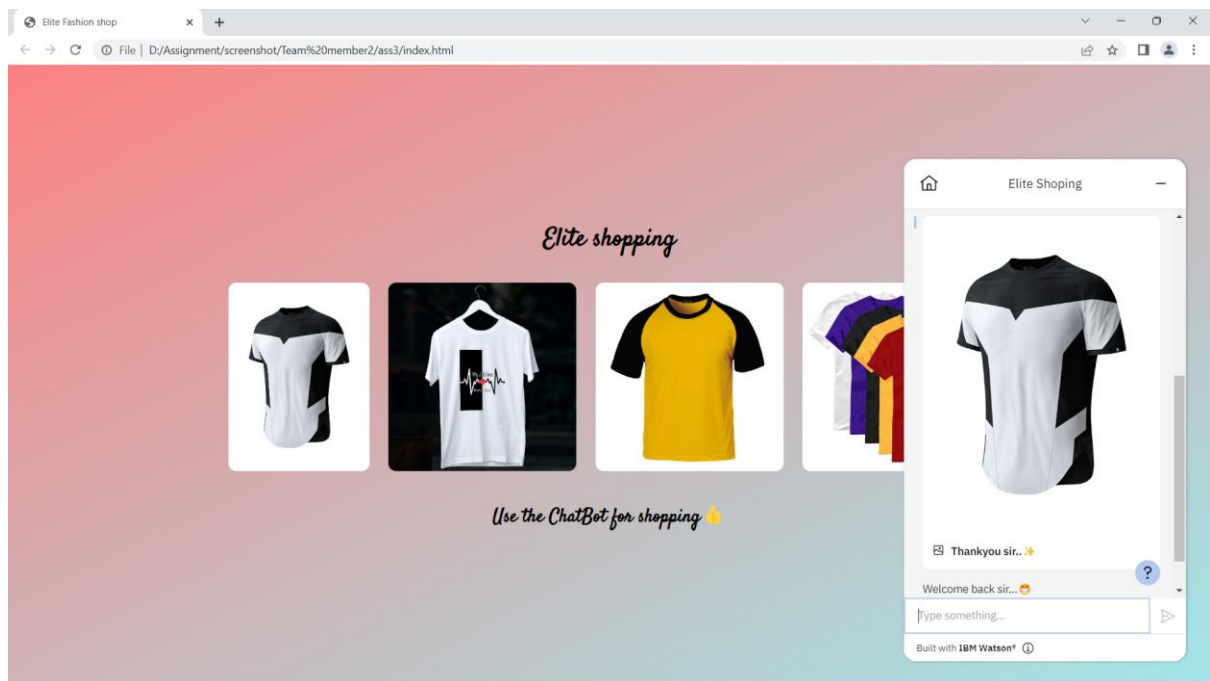 Elite Fashion shop
File | D:/Assignment/screenshot/Team%20member2/ass3/index.html
Elite shopping
Use the ChatBot for shopping 👍
Elite Shoping
Thankyou sir.. ✨
?
Welcome back sir... 😁
Type something...
Built with IBM Watson®